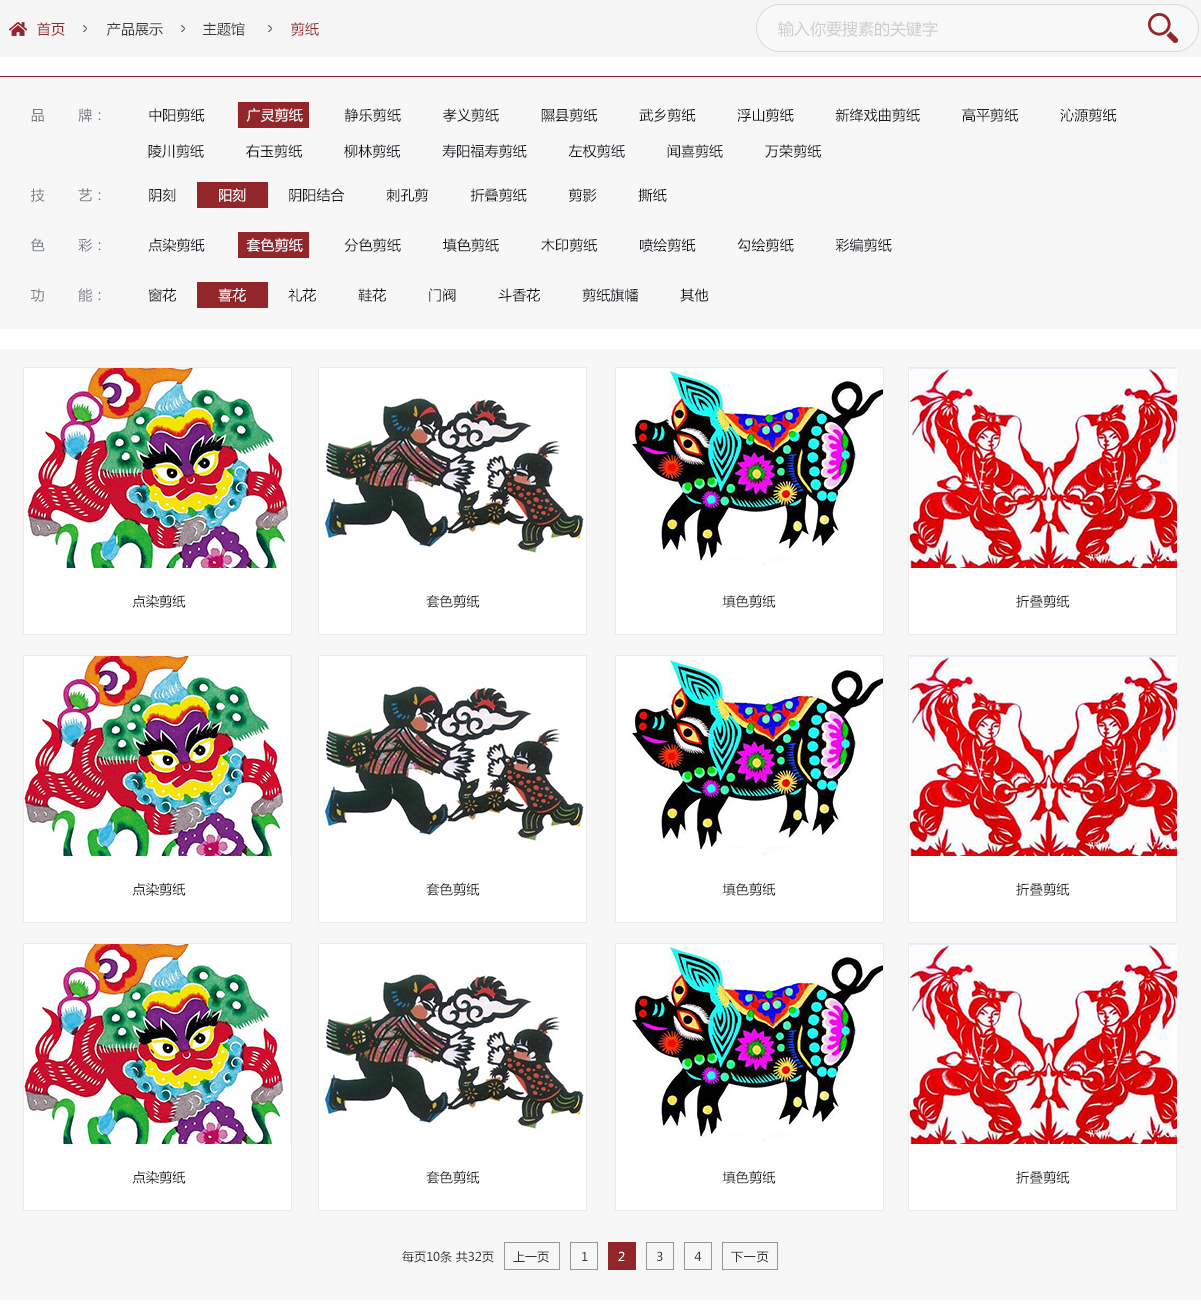 首页 > 产品展示 > 主题馆 > 剪纸
输入你要搜素的关键字
品 牌： 中阳剪纸 广灵剪纸 静乐剪纸 孝义剪纸 隰县剪纸 武乡剪纸 浮山剪纸 新绛戏曲剪纸 高平剪纸 沁源剪纸
陵川剪纸 右玉剪纸 柳林剪纸 寿阳福寿剪纸 左权剪纸 闻喜剪纸 万荣剪纸
技 艺： 阴刻 阳刻 阴阳结合 刺孔剪 折叠剪纸 剪影 撕纸
色 彩： 点染剪纸 套色剪纸 分色剪纸 填色剪纸 木印剪纸 喷绘剪纸 勾绘剪纸 彩编剪纸
功 能： 窗花 喜花 礼花 鞋花 门阀 斗香花 剪纸旗幡 其他
点染剪纸 套色剪纸 填色剪纸 折叠剪纸
点染剪纸 套色剪纸 填色剪纸 折叠剪纸
点染剪纸 套色剪纸 填色剪纸 折叠剪纸
每页10条 共32页 上一页 1 2 3 4 下一页